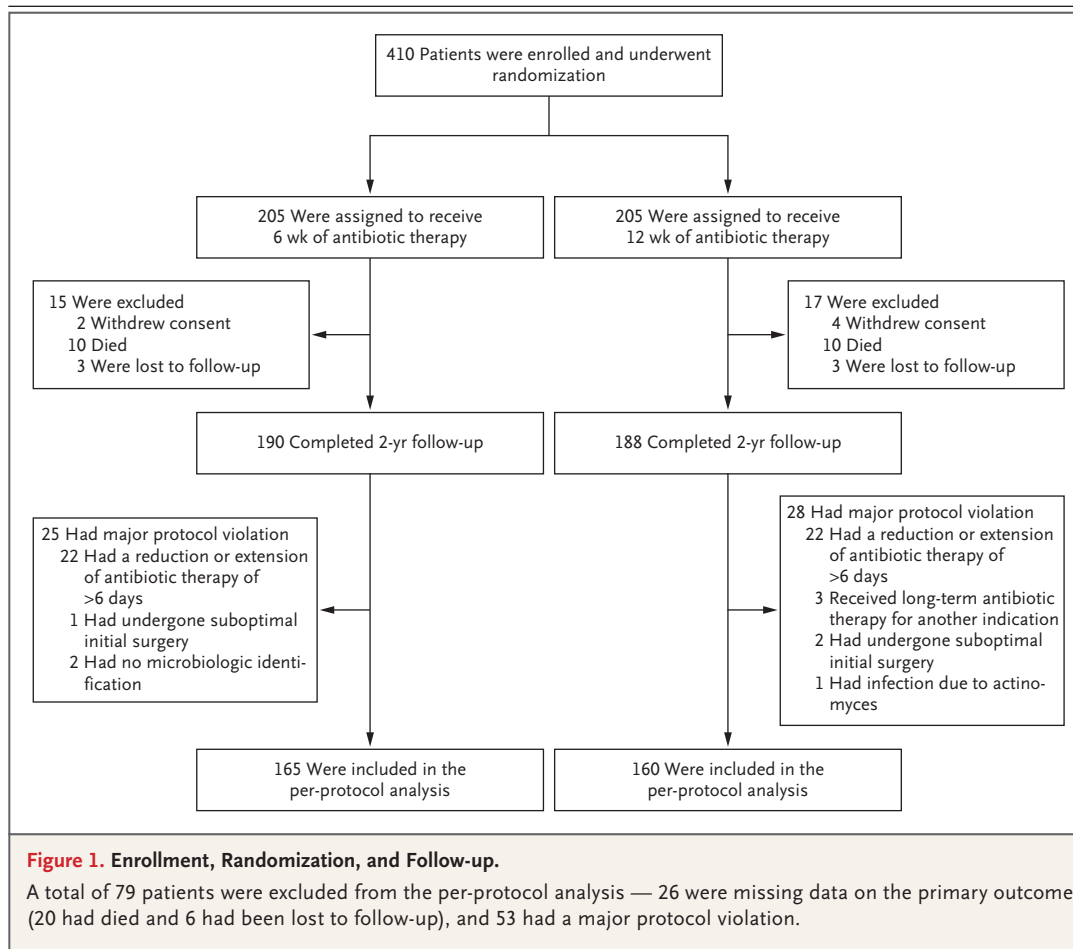 410 Patients were enrolled and underwent
randomization
205 Were assigned to receive
6 wk of antibiotic therapy
205 Were assigned to receive
12 wk of antibiotic therapy
15 Were excluded
2 Withdrew consent
10 Died
3 Were lost to follow-up
17 Were excluded
4 Withdrew consent
10 Died
3 Were lost to follow-up
190 Completed 2-yr follow-up
188 Completed 2-yr follow-up
25 Had major protocol violation
22 Had a reduction or extension
of antibiotic therapy of
>6 days
1 Had undergone suboptimal
initial surgery
2 Had no microbiologic identi-
fication
28 Had major protocol violation
22 Had a reduction or extension
of antibiotic therapy of
>6 days
3 Received long-term antibiotic
therapy for another indication
2 Had undergone suboptimal
initial surgery
1 Had infection due to actino-
myces
165 Were included in the
per-protocol analysis
160 Were included in the
per-protocol analysis
Figure 1. Enrollment, Randomization, and Follow-up.
A total of 79 patients were excluded from the per-protocol analysis — 26 were missing data on the primary outcome
(20 had died and 6 had been lost to follow-up), and 53 had a major protocol violation.